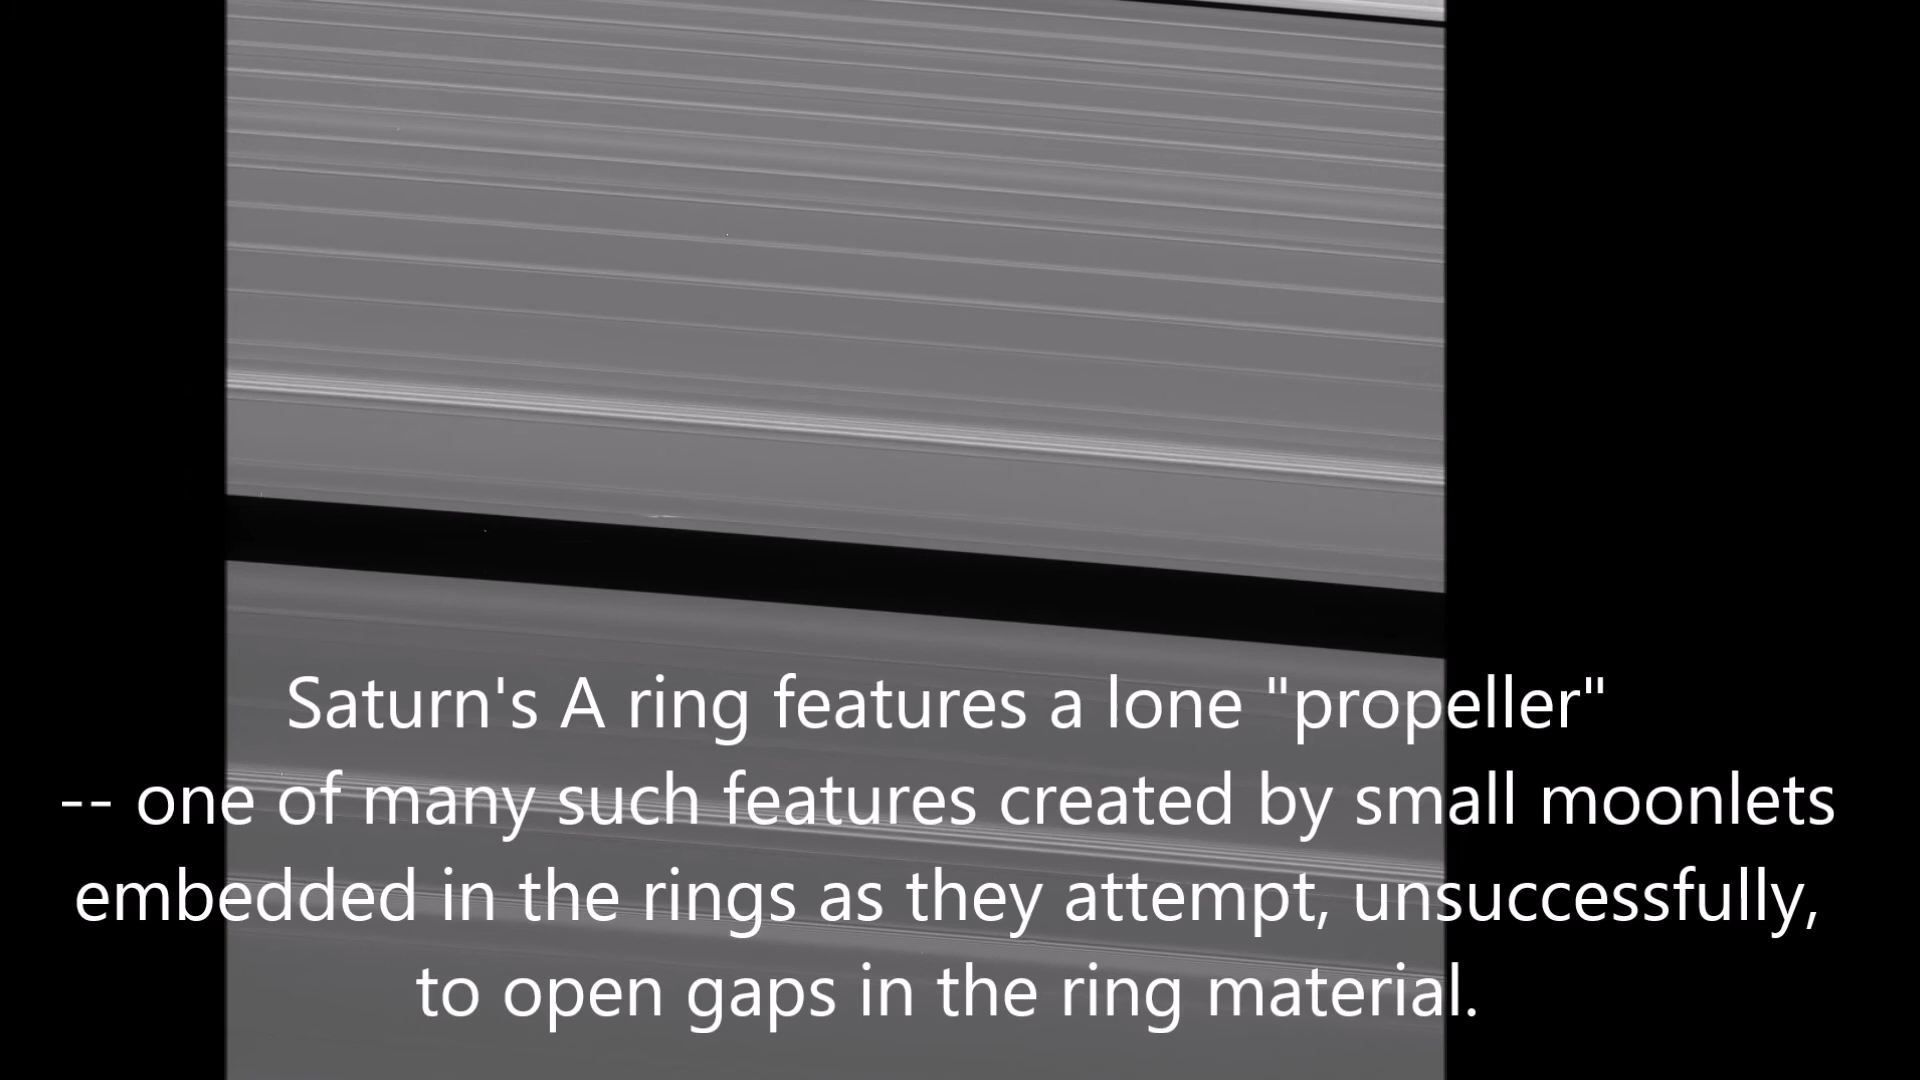 Saturn's A ring features a lone "propeller"
-- one of many such features created by small moonlets
embedded in the rings as they attempt, unsuccessfully,
to open gaps in the ring material.